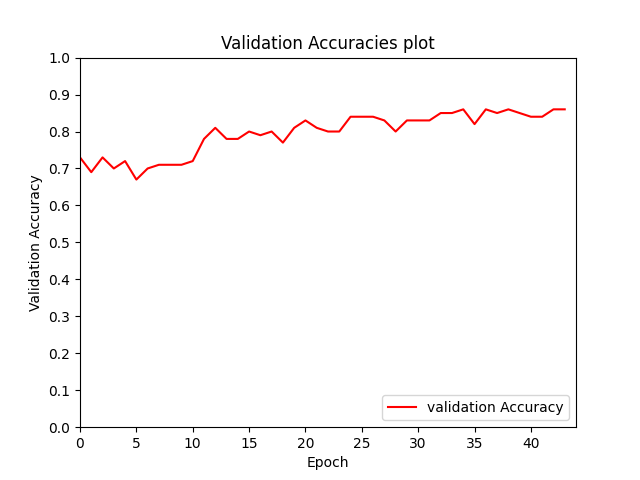 Validation Accuracies plot
1.0
0.9
0.8
0.7
0.6
0.5
0.4
0.3
0.2
0.1
0.0
Validation Accuracy
validation Accuracy
0 5 10 15 20 25 30 35 40
Epoch